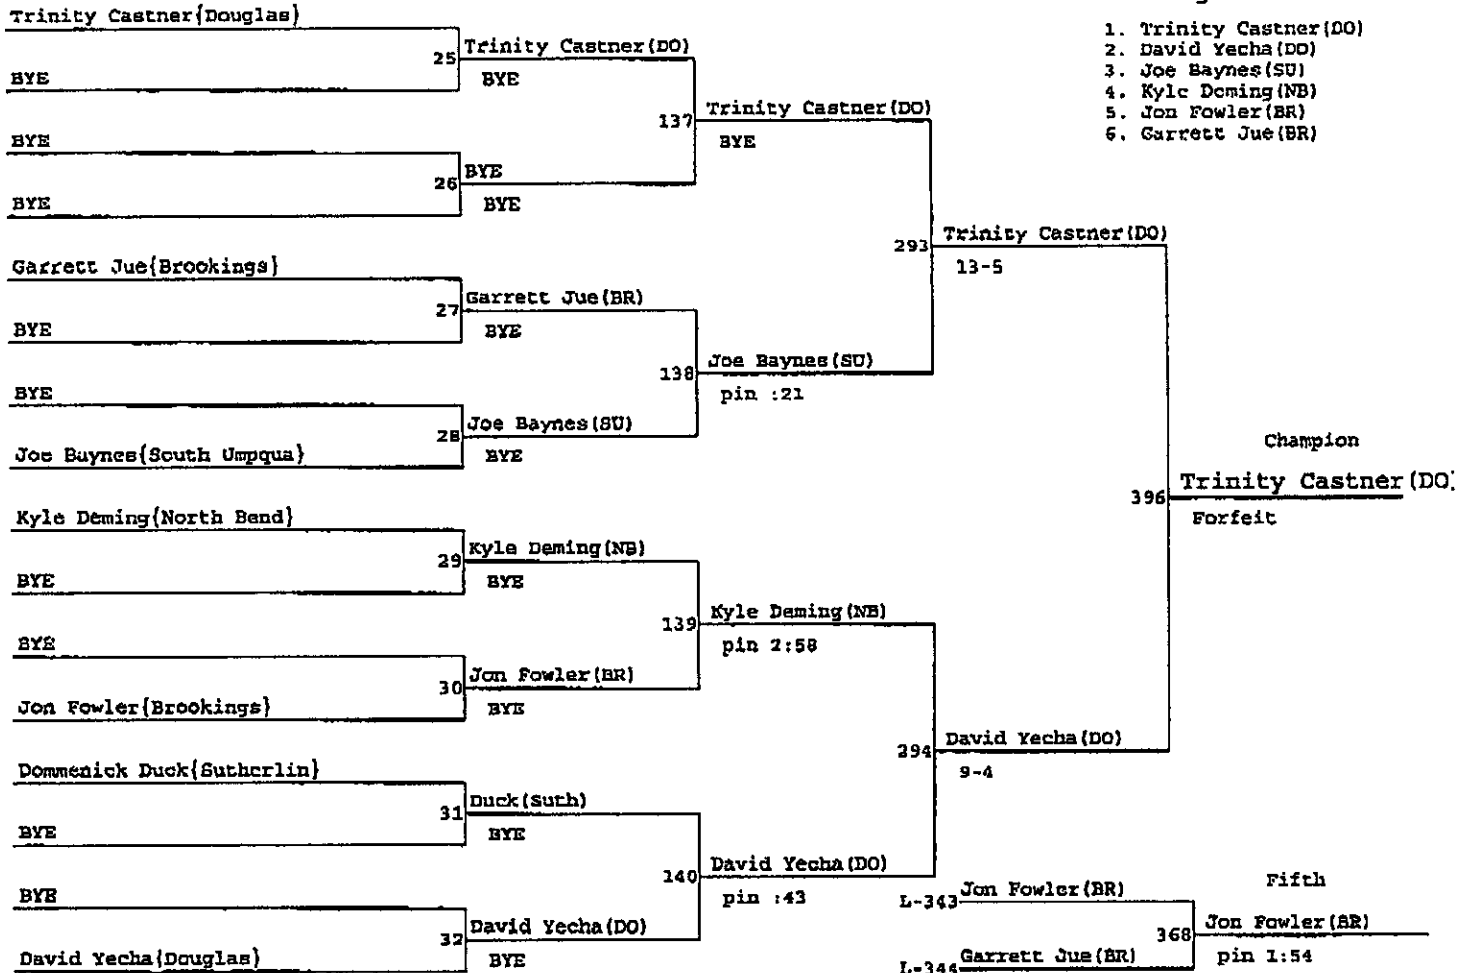 Trinity Castner{Douglas}
25
Trinity Castner(DO)
BYE
BYE
137
Trinity Castner(DO)
BYE
BYE
26
BYE
BYE
BYE
293
Trinity Castner(DO)
13-5
Garrett Jue{Brookings}
27
Garrett Jue(BR)
BYE
BYE
138
Joe Baynes(SU)
pin :21
BYE
28
Joe Baynes(SU)
BYE
Joe Baynes{South Umpqua}
Champion
396
Trinity Castner(DO)
Forfeit
Kyle Deming{North Bend}
29
Kyle Deming(NB)
BYE
BYE
139
Kyle Deming(NB)
pin 2:58
BYE
30
Jon Fowler(BR)
BYE
Jon Fowler{Brookings}
294
David Yecha(DO)
9-4
Dommenick Duck{Sutherlin}
31
Duck(Suth)
BYE
BYE
140
David Yecha(DO)
pin :43
BYE
32
David Yecha(DO)
BYE
David Yecha{Douglas}
1. Trinity Castner(DO)
2. David Yecha(DO)
3. Joe Baynes(SU)
4. Kyle Deming(NB)
5. Jon Fowler(BR)
6. Garrett Jue(BR)
Fifth
L-343
Jon Fowler(BR)
368
Jon Fowler(BR)
pin 1:54
L-344
Garrett Jue(BR)